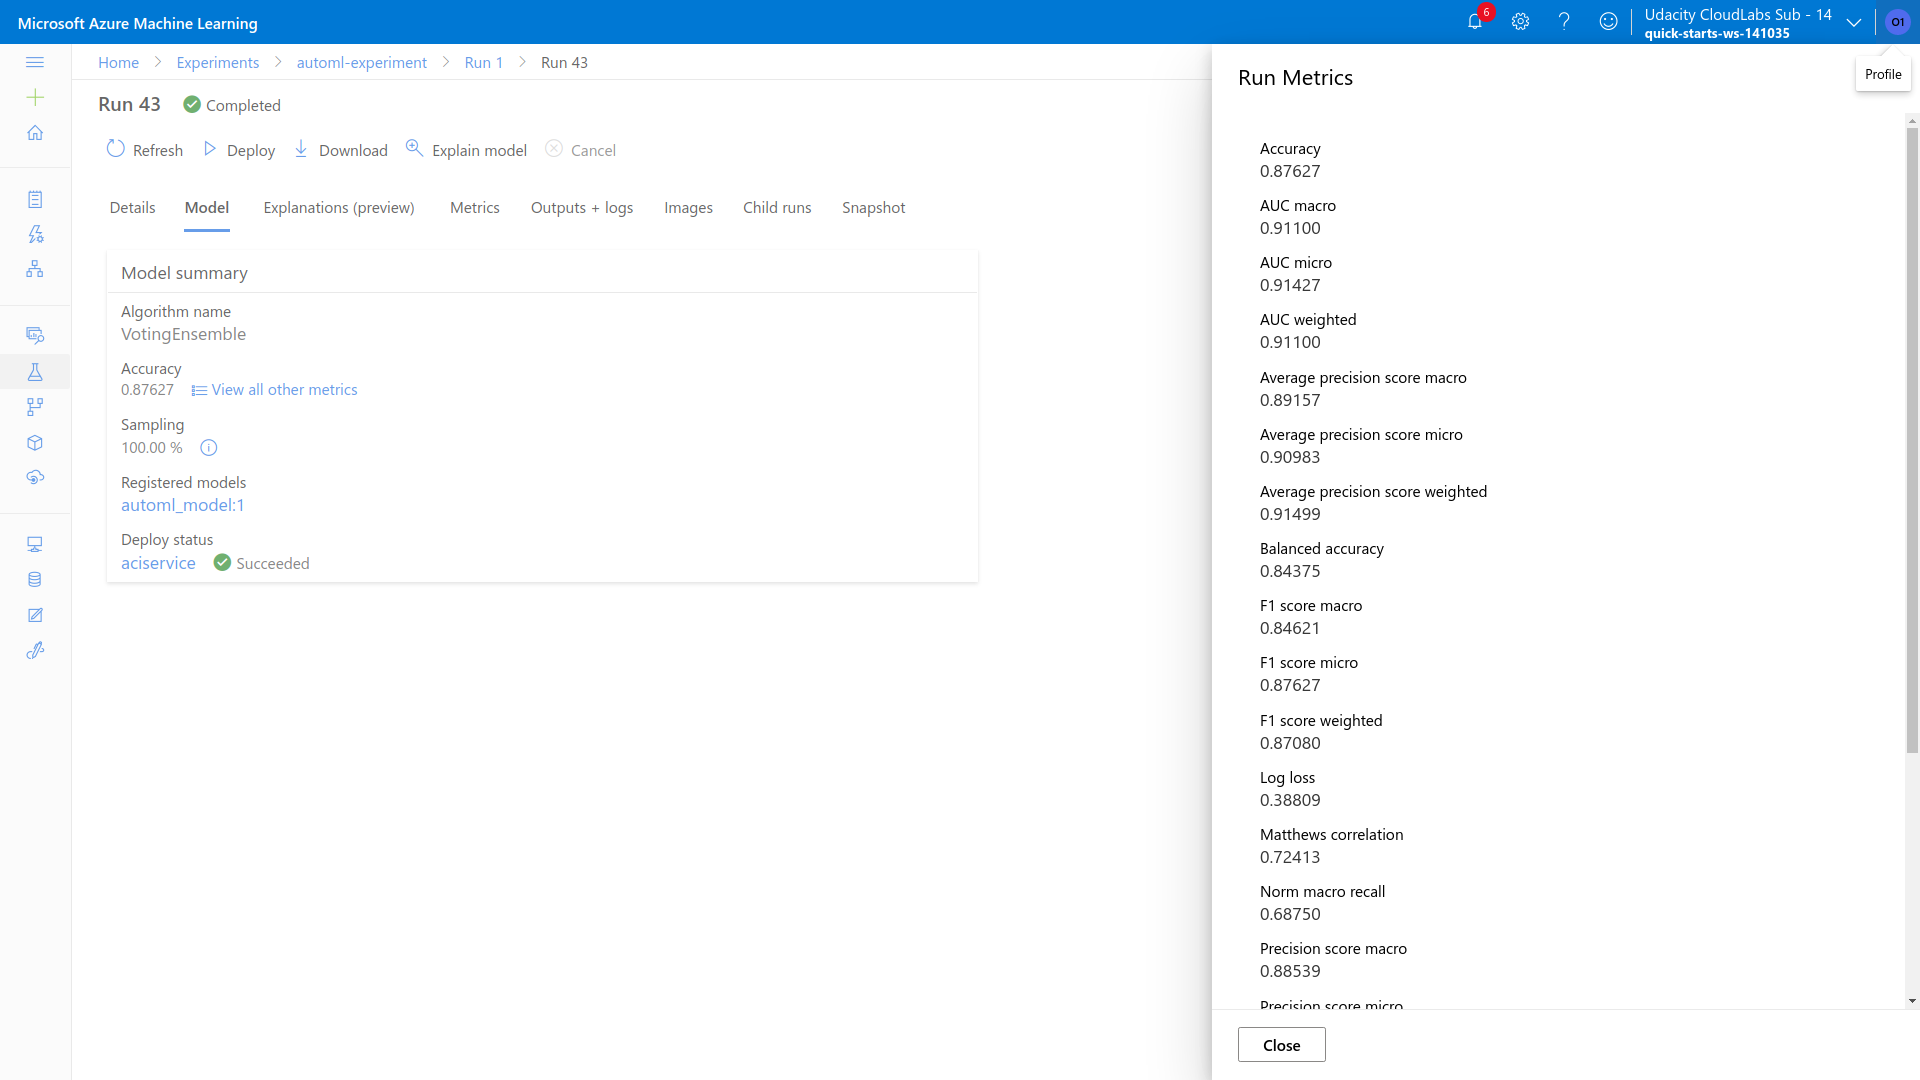 Microsoft Azure Machine Learning
6
Udacity CloudLabs Sub - 14
quick-starts-ws-141035
O1
Profile
Home
Experiments
automl-experiment
Run 1
Run 43
Run 43
Completed
Refresh
Deploy
Download
Explain model
Cancel
Details
Model
Explanations (preview)
Metrics
Outputs + logs
Images
Child runs
Snapshot
Model summary
Algorithm name
VotingEnsemble
Accuracy
0.87627
View all other metrics
Sampling
100.00 %
Registered models
automl_model:1
Deploy status
aciservice
Succeeded
Run Metrics
Accuracy
0.87627
AUC macro
0.91100
AUC micro
0.91427
AUC weighted
0.91100
Average precision score macro
0.89157
Average precision score micro
0.90983
Average precision score weighted
0.91499
Balanced accuracy
0.84375
F1 score macro
0.84621
F1 score micro
0.87627
F1 score weighted
0.87080
Log loss
0.38809
Matthews correlation
0.72413
Norm macro recall
0.68750
Precision score macro
0.88539
Precision score micro
Close